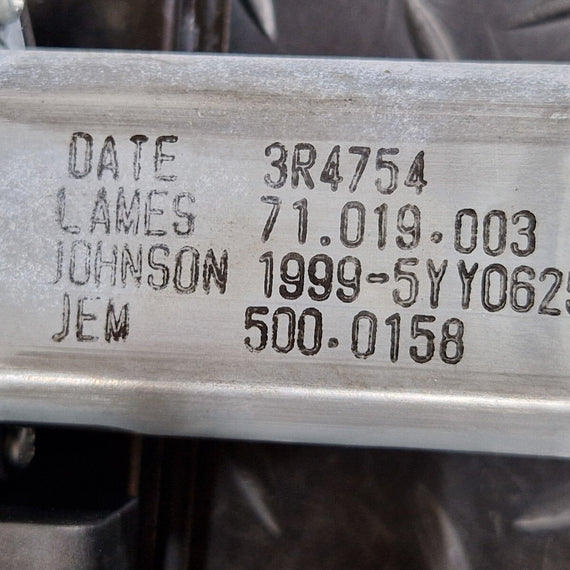 DATE 3R4754
LAMES 71.019.003
JOHNSON 1999-5YY0625
JEM 500.0158